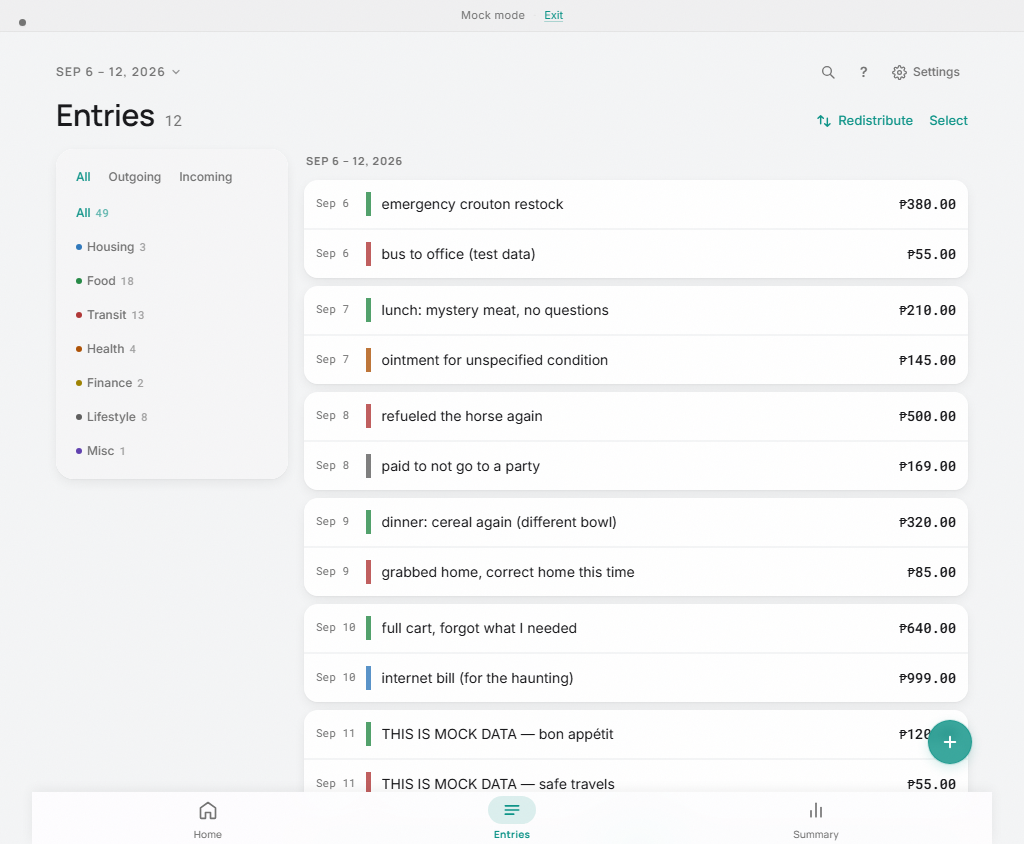 Mock mode · Exit
SEP 6 – 12, 2026
? Settings
Entries 12
Redistribute Select
All Outgoing Incoming
All 49
Housing 3
Food 18
Transit 13
Health 4
Finance 2
Lifestyle 8
Misc 1
SEP 6 – 12, 2026
Sep 6 emergency crouton restock ₱380.00
Sep 6 bus to office (test data) ₱55.00
Sep 7 lunch: mystery meat, no questions ₱210.00
Sep 7 ointment for unspecified condition ₱145.00
Sep 8 refueled the horse again ₱500.00
Sep 8 paid to not go to a party ₱169.00
Sep 9 dinner: cereal again (different bowl) ₱320.00
Sep 9 grabbed home, correct home this time ₱85.00
Sep 10 full cart, forgot what I needed ₱640.00
Sep 10 internet bill (for the haunting) ₱999.00
Sep 11 THIS IS MOCK DATA — bon appétit ₱120
Sep 11 THIS IS MOCK DATA — safe travels ₱55.00
Home
Entries
Summary